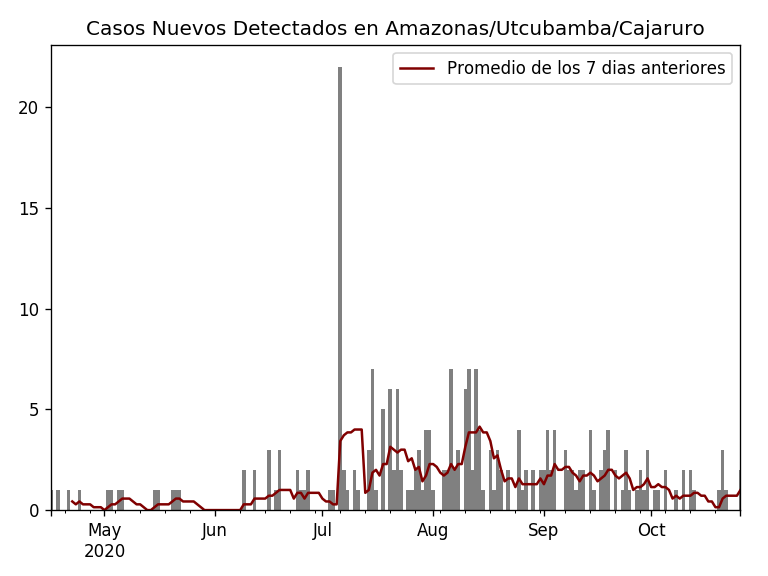 Casos Nuevos Detectados en Amazonas/Utcubamba/Cajaruro
Promedio de los 7 dias anteriores
20
15
10
5
0
May Jun Jul Aug Sep Oct
2020